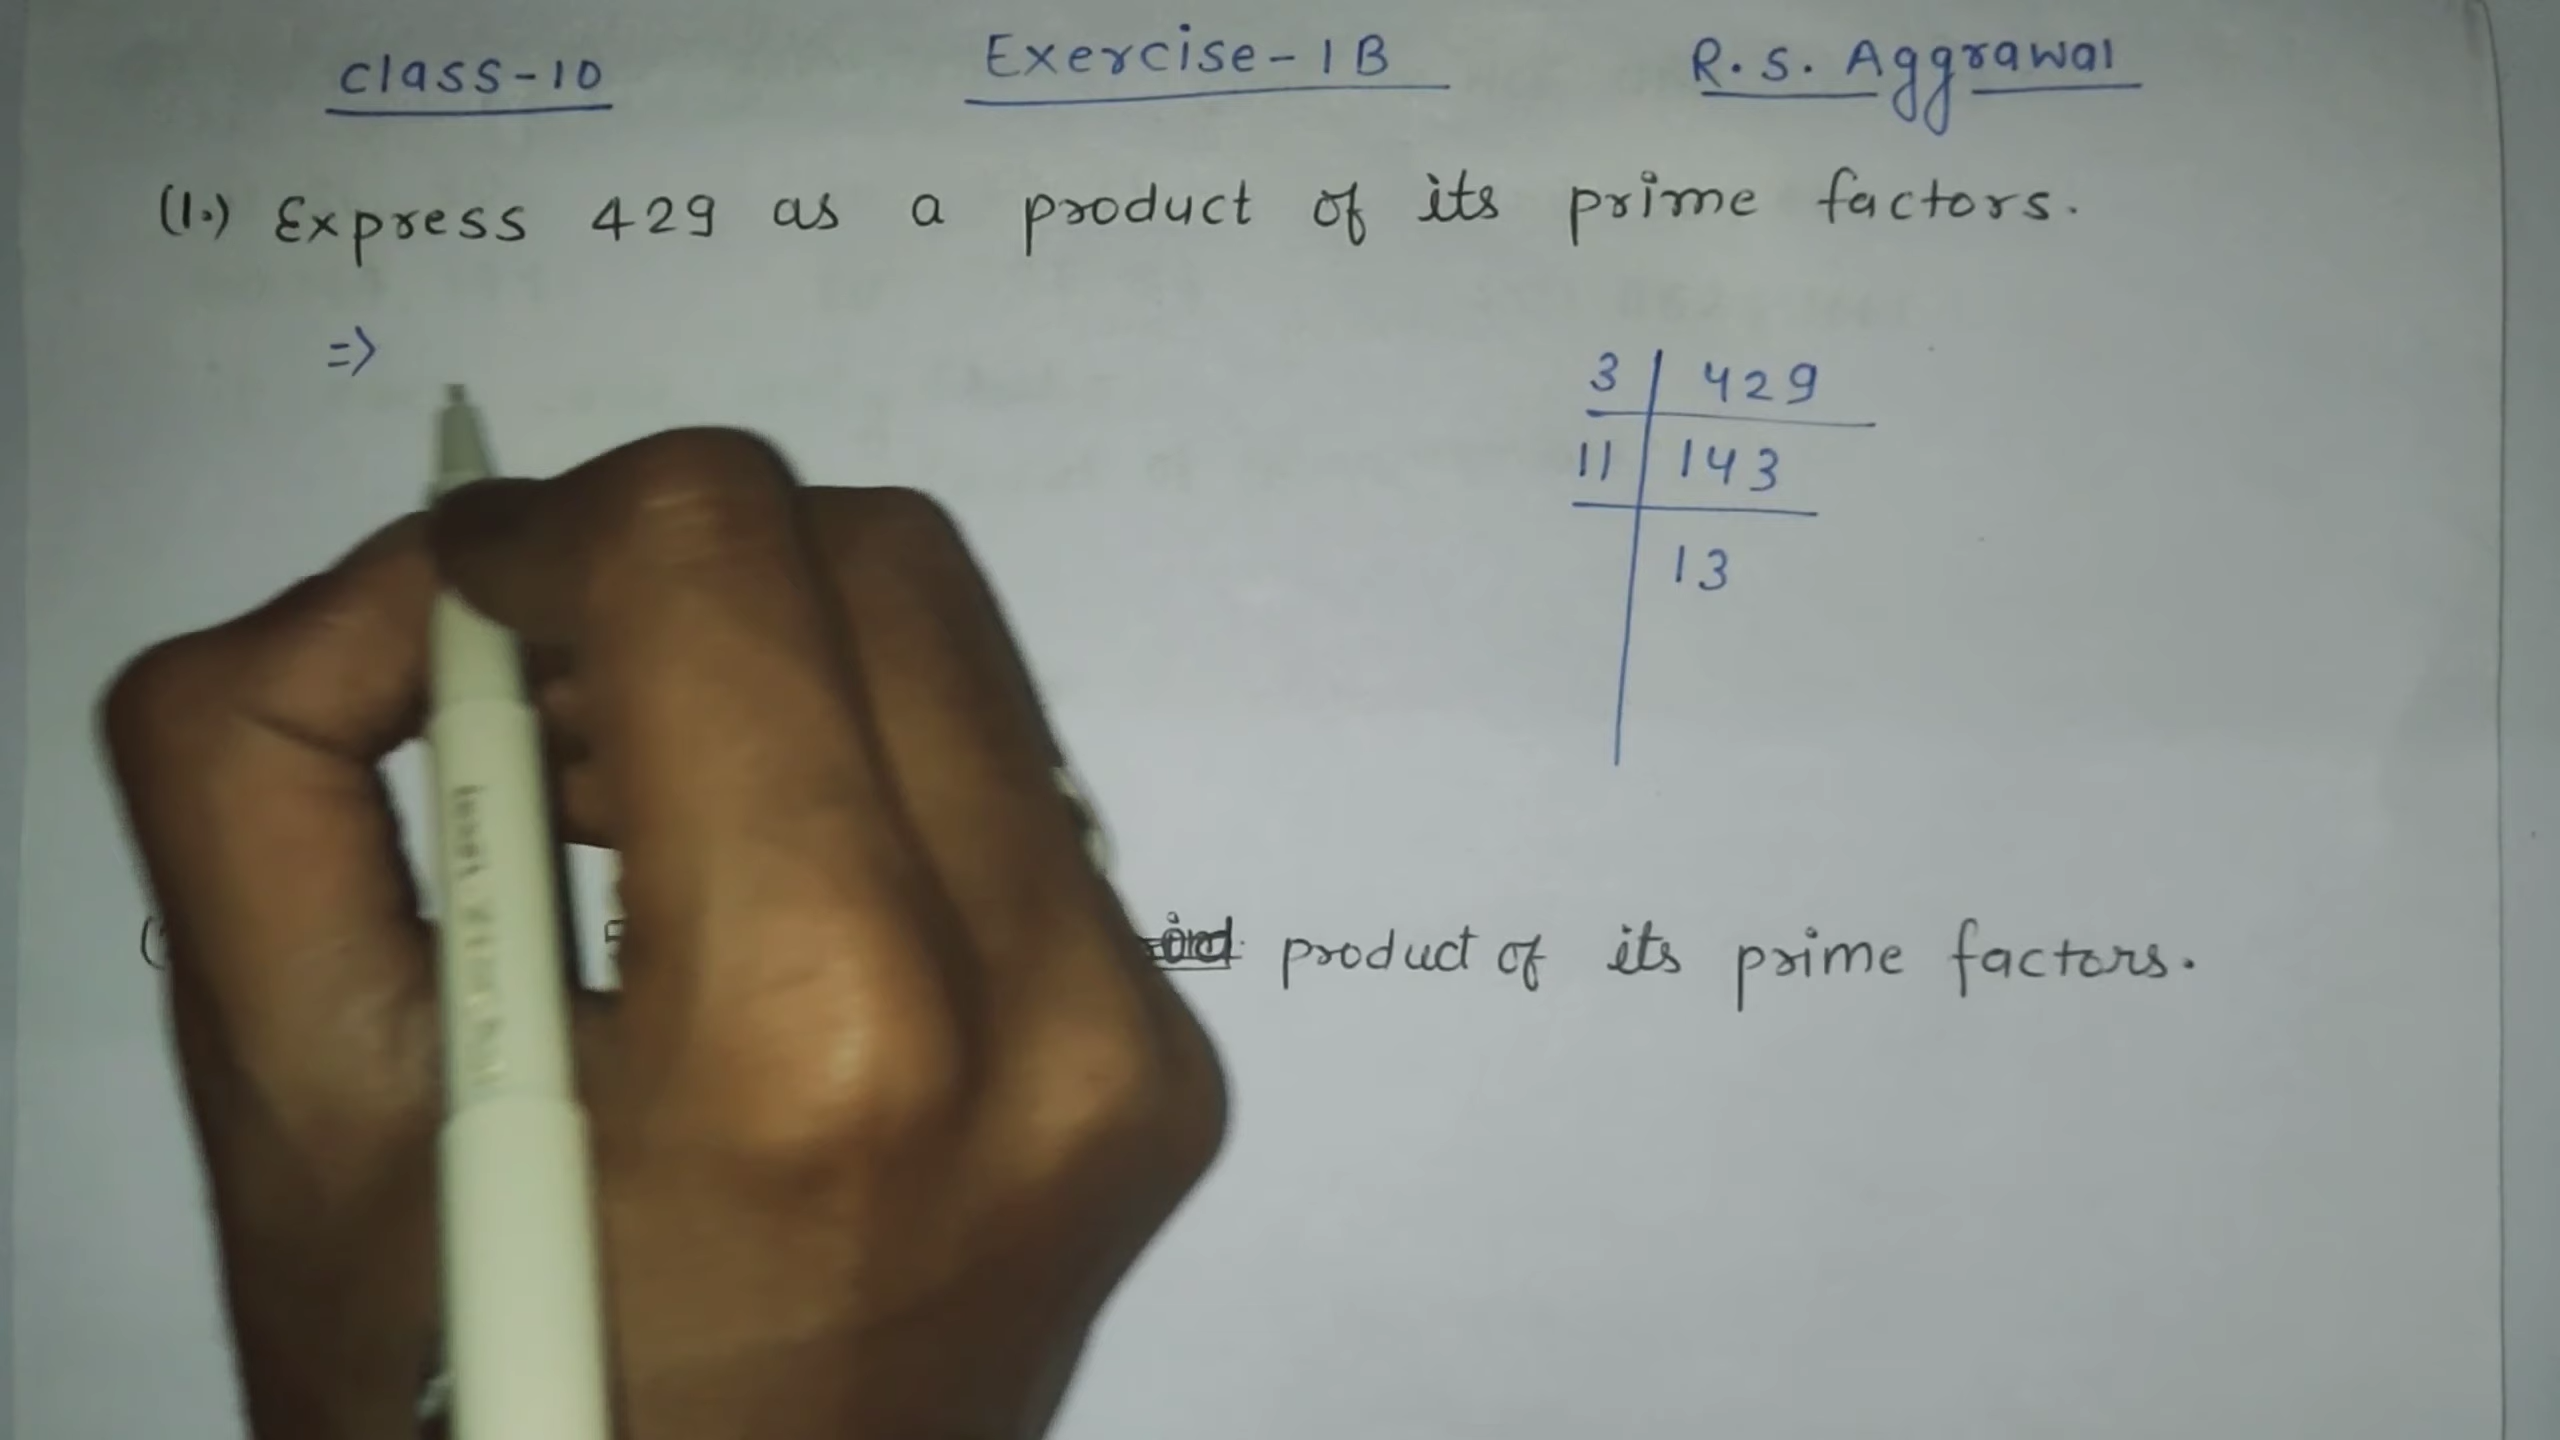 class-10 Exercise-1B R.S. Aggrawal
(1.) Express 429 as a product of its prime factors.
=>
3 | 429
11 | 143
13
product of its prime factors.